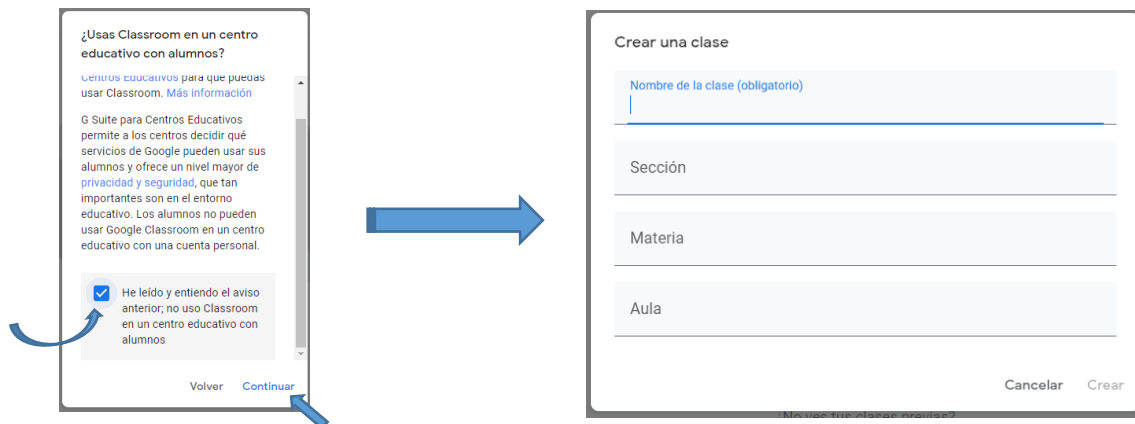 ¿Usas Classroom en un centro
educativo con alumnos?
Centros Educativos para que puedas
usar Classroom. Más información
G Suite para Centros Educativos
permite a los centros decidir qué
servicios de Google pueden usar sus
alumnos y ofrece un nivel mayor de
privacidad y seguridad, que tan
importantes son en el entorno
educativo. Los alumnos no pueden
usar Google Classroom en un centro
educativo con una cuenta personal.
He leído y entiendo el aviso
anterior; no uso Classroom
en un centro educativo con
alumnos
Volver Continuar
Crear una clase
Nombre de la clase (obligatorio)
Sección
Materia
Aula
Cancelar Crear
¿No ves tus clases previas?